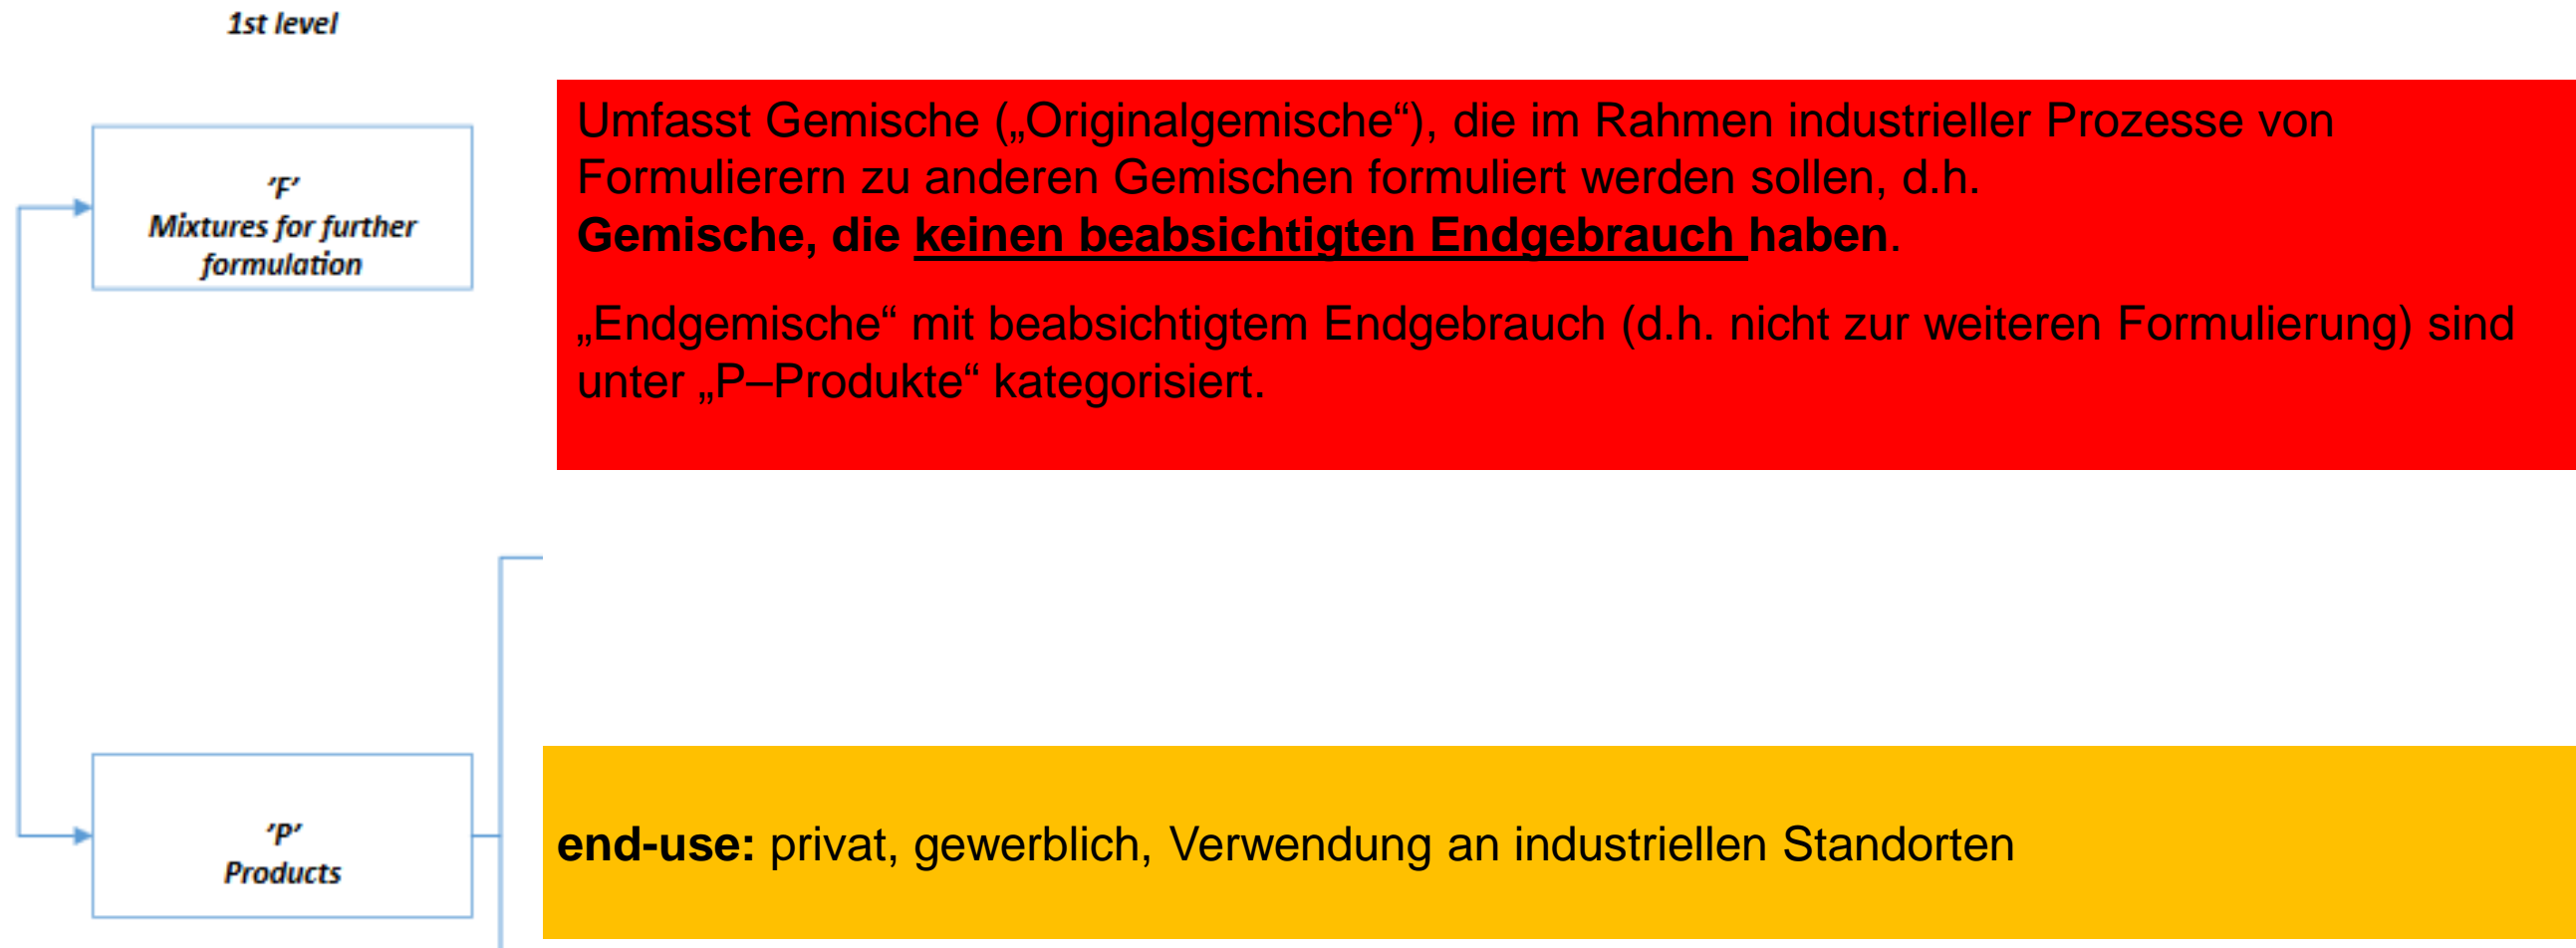 1st level
'F'
Mixtures for further
formulation
Umfasst Gemische („Originalgemische“), die im Rahmen industrieller Prozesse von
Formulierern zu anderen Gemischen formuliert werden sollen, d.h.
Gemische, die keinen beabsichtigten Endgebrauch haben.
„Endgemische“ mit beabsichtigtem Endgebrauch (d.h. nicht zur weiteren Formulierung) sind
unter „P–Produkte“ kategorisiert.
'P'
Products
end-use: privat, gewerblich, Verwendung an industriellen Standorten